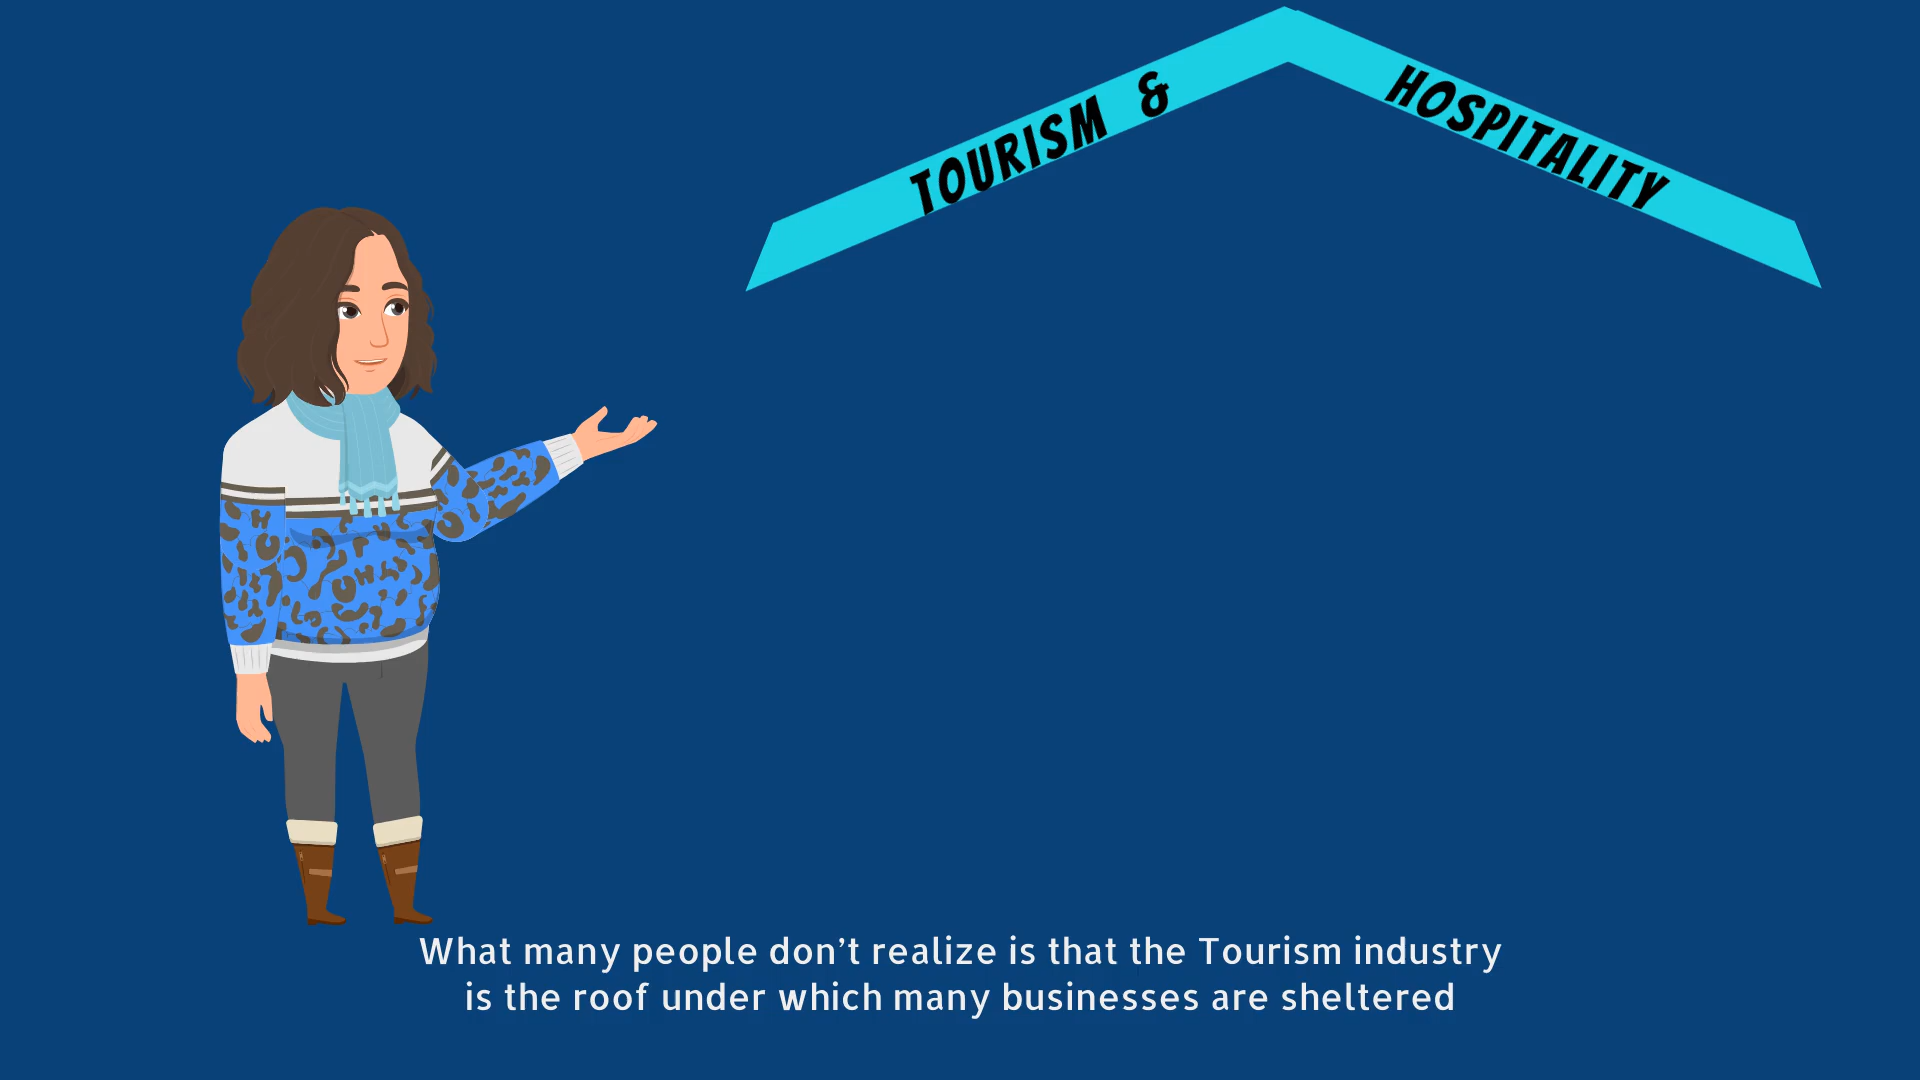 TOURISM & HOSPITALITY
What many people don’t realize is that the Tourism industry
is the roof under which many businesses are sheltered